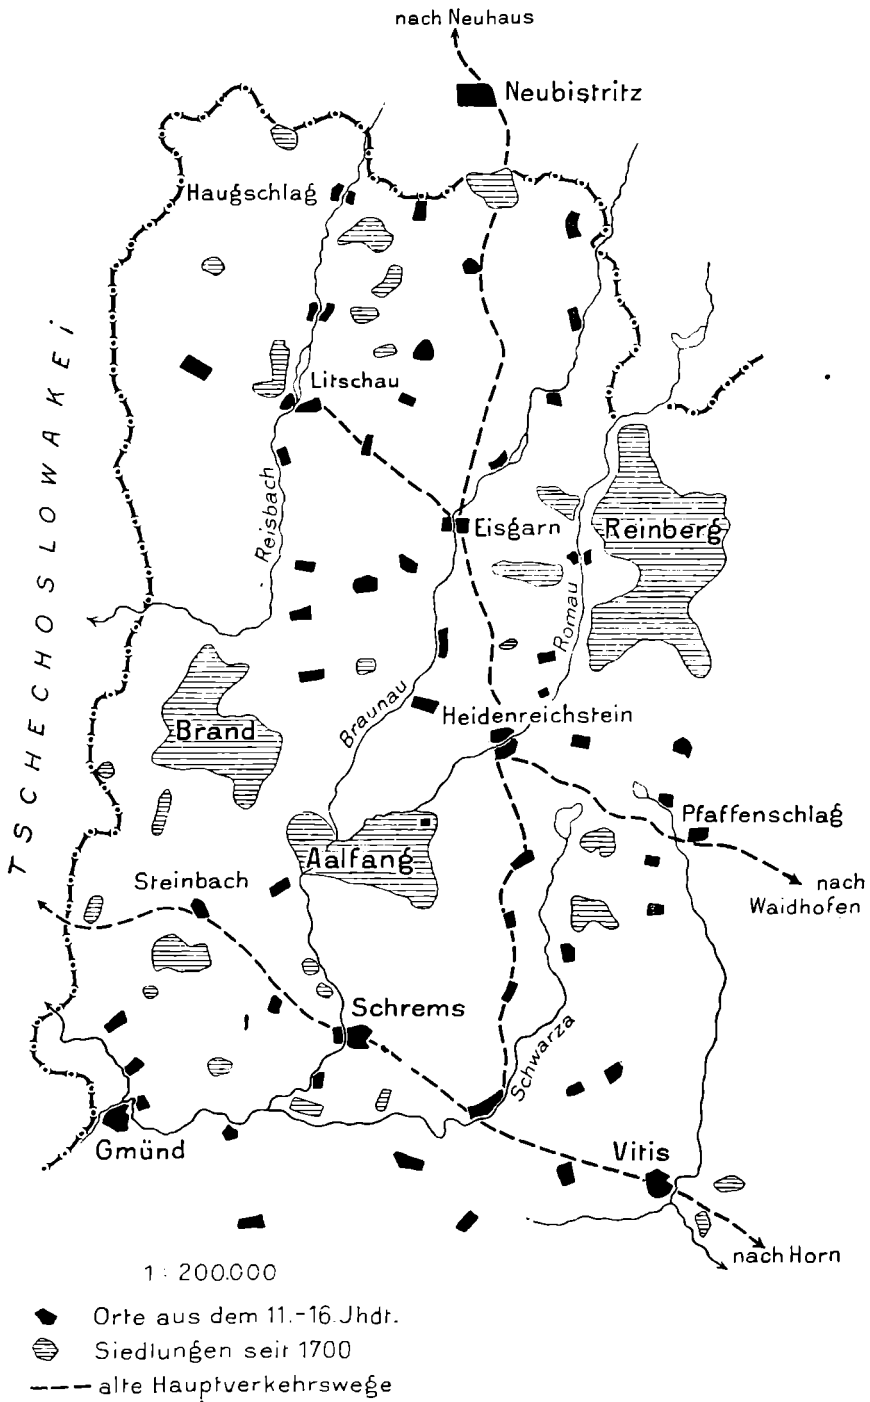 nach Neuhaus
Neubistritz
Haugschlag
TSCHECHOSLOWAKEI
Litschau
Reisbach
Eisgarn
Reinberg
Romau
Brand
Braunau
Heidenreichstein
Pfaffenschlag
Aalfang
Steinbach
nach
Waidhofen
Schrems
Schwarza
Gmünd
Vitis
nach Horn
1 : 200.000
Orte aus dem 11.-16. Jhdt.
Siedlungen seit 1700
alte Hauptverkehrswege